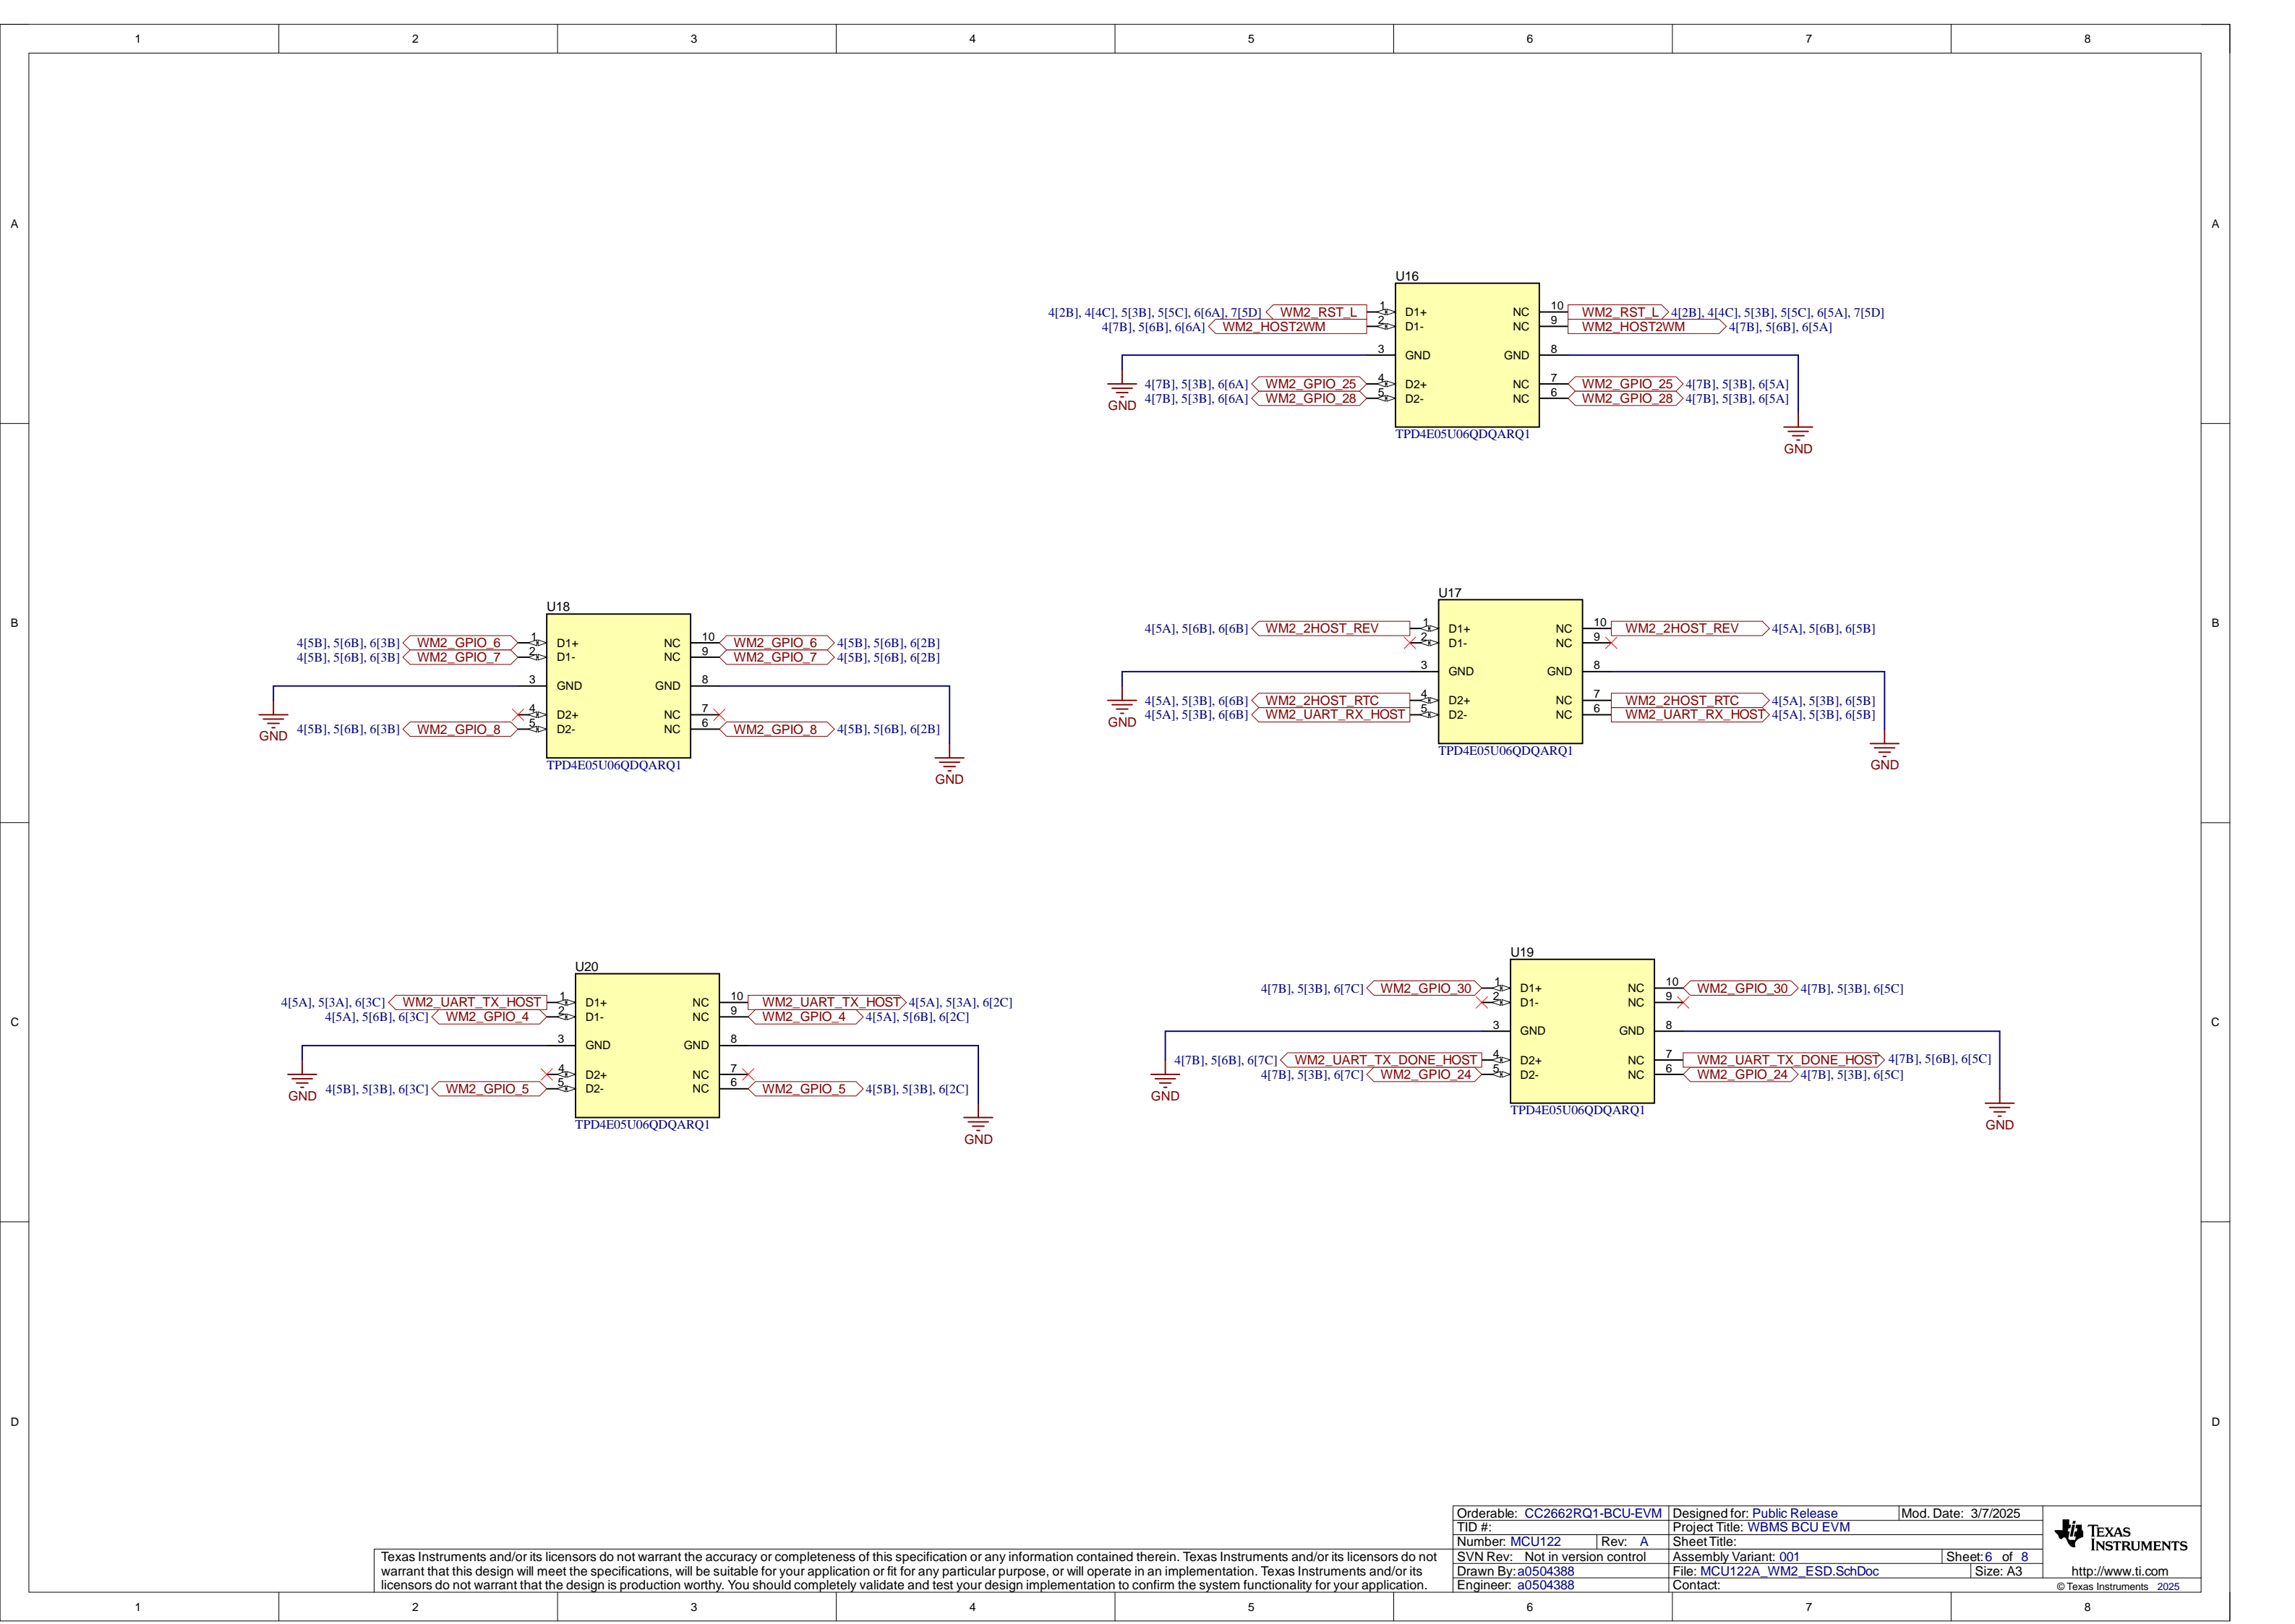 1 2 3 4 5 6 7 8
A A
U16
4[2B], 4[4C], 5[3B], 5[5C], 6[6A], 7[5D] WM2_RST_L 1 D1+ NC 10 WM2_RST_L 4[2B], 4[4C], 5[3B], 5[5C], 6[5A], 7[5D]
4[7B], 5[6B], 6[6A] WM2_HOST2WM 2 D1- NC 9 WM2_HOST2WM 4[7B], 5[6B], 6[5A]
3 GND GND 8
4[7B], 5[3B], 6[6A] WM2_GPIO_25 4 D2+ NC 7 WM2_GPIO_25 4[7B], 5[3B], 6[5A]
4[7B], 5[3B], 6[6A] WM2_GPIO_28 5 D2- NC 6 WM2_GPIO_28 4[7B], 5[3B], 6[5A]
GND
TPD4E05U06QDQARQ1
GND
B B
U18
4[5B], 5[6B], 6[3B] WM2_GPIO_6 1 D1+ NC 10 WM2_GPIO_6 4[5B], 5[6B], 6[2B]
4[5B], 5[6B], 6[3B] WM2_GPIO_7 2 D1- NC 9 WM2_GPIO_7 4[5B], 5[6B], 6[2B]
3 GND GND 8
4 D2+ NC 7
GND 4[5B], 5[6B], 6[3B] WM2_GPIO_8 5 D2- NC 6 WM2_GPIO_8 4[5B], 5[6B], 6[2B]
TPD4E05U06QDQARQ1
GND
U17
4[5A], 5[6B], 6[6B] WM2_2HOST_REV 1 D1+ NC 10 WM2_2HOST_REV 4[5A], 5[6B], 6[5B]
2 D1- NC 9
3 GND GND 8
4[5A], 5[3B], 6[6B] WM2_2HOST_RTC 4 D2+ NC 7 WM2_2HOST_RTC 4[5A], 5[3B], 6[5B]
4[5A], 5[3B], 6[6B] WM2_UART_RX_HOST 5 D2- NC 6 WM2_UART_RX_HOST 4[5A], 5[3B], 6[5B]
GND
TPD4E05U06QDQARQ1
GND
C C
U20
4[5A], 5[3A], 6[3C] WM2_UART_TX_HOST 1 D1+ NC 10 WM2_UART_TX_HOST 4[5A], 5[3A], 6[2C]
4[5A], 5[6B], 6[3C] WM2_GPIO_4 2 D1- NC 9 WM2_GPIO_4 4[5A], 5[6B], 6[2C]
3 GND GND 8
4 D2+ NC 7
GND 4[5B], 5[3B], 6[3C] WM2_GPIO_5 5 D2- NC 6 WM2_GPIO_5 4[5B], 5[3B], 6[2C]
TPD4E05U06QDQARQ1
GND
U19
4[7B], 5[3B], 6[7C] WM2_GPIO_30 1 D1+ NC 10 WM2_GPIO_30 4[7B], 5[3B], 6[5C]
2 D1- NC 9
3 GND GND 8
4[7B], 5[6B], 6[7C] WM2_UART_TX_DONE_HOST 4 D2+ NC 7 WM2_UART_TX_DONE_HOST 4[7B], 5[6B], 6[5C]
4[7B], 5[3B], 6[7C] WM2_GPIO_24 5 D2- NC 6 WM2_GPIO_24 4[7B], 5[3B], 6[5C]
GND
TPD4E05U06QDQARQ1
GND
D D
Texas Instruments and/or its licensors do not warrant the accuracy or completeness of this specification or any information contained therein. Texas Instruments and/or its licensors do not
warrant that this design will meet the specifications, will be suitable for your application or fit for any particular purpose, or will operate in an implementation. Texas Instruments and/or its
licensors do not warrant that the design is production worthy. You should completely validate and test your design implementation to confirm the system functionality for your application.
Orderable: CC2662RQ1-BCU-EVM Designed for: Public Release Mod. Date: 3/7/2025
TID #: Project Title: WBMS BCU EVM
Number: MCU122 Rev: A Sheet Title:
SVN Rev: Not in version control Assembly Variant: 001 Sheet: 6 of 8
Drawn By: a0504388 File: MCU122A_WM2_ESD.SchDoc Size: A3
Engineer: a0504388 Contact:
TEXAS
INSTRUMENTS
http://www.ti.com
© Texas Instruments 2025
1 2 3 4 5 6 7 8